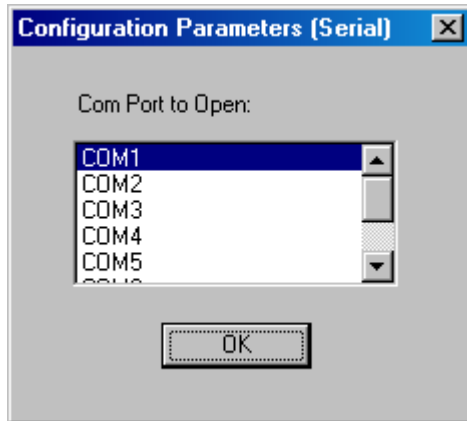 Configuration Parameters (Serial)
Com Port to Open:
COM1
COM2
COM3
COM4
COM5
OK